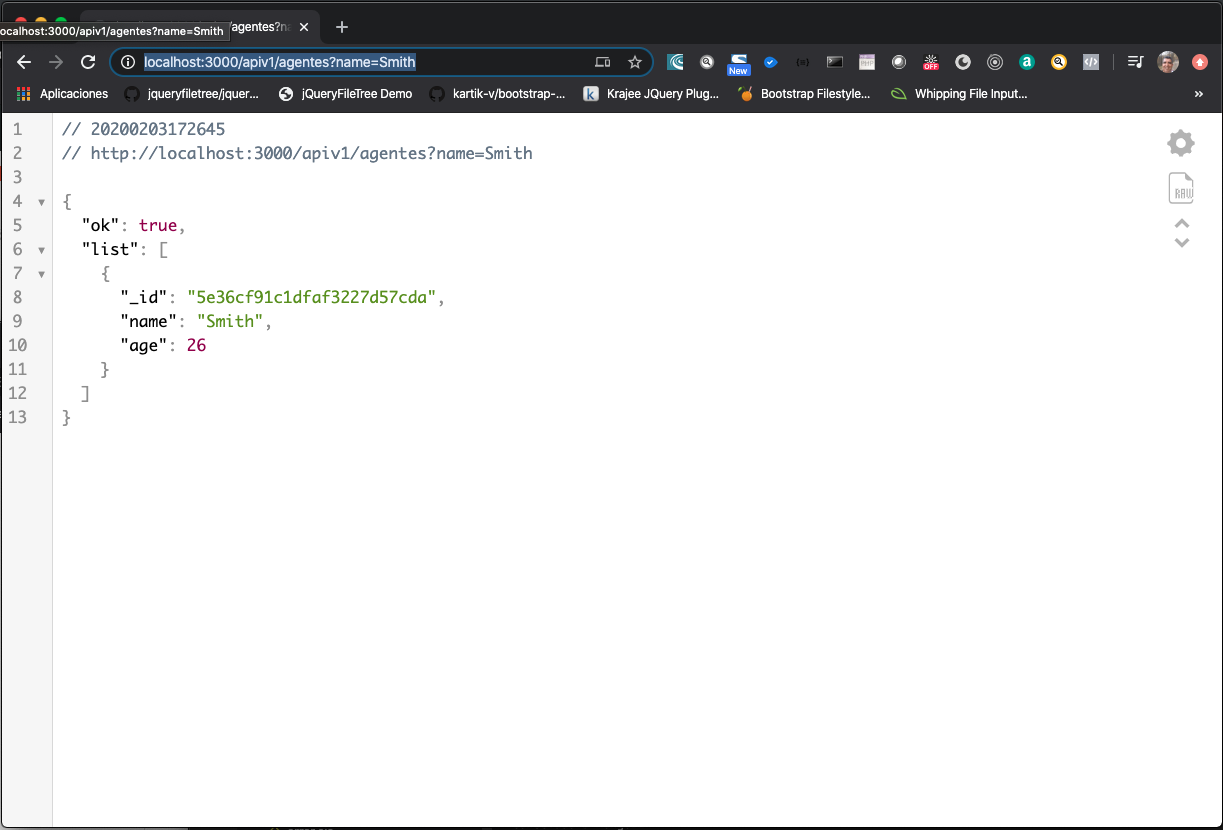 ocalhost:3000/apiv1/agentes?name=Smith
/agentes?n
localhost:3000/apiv1/agentes?name=Smith
New
OFF
PHP
a
Aplicaciones
jqueryfiletree/jquer...
jQueryFileTree Demo
kartik-v/bootstrap-...
k
Krajee JQuery Plug...
Bootstrap Filestyle...
Whipping File Input...
»
1 // 20200203172645
2 // http://localhost:3000/apiv1/agentes?name=Smith
3
4 {
5 "ok": true,
6 "list": [
7 {
8 "_id": "5e36cf91c1dfaf3227d57cda",
9 "name": "Smith",
10 "age": 26
11 }
12 ]
13 }
RAW